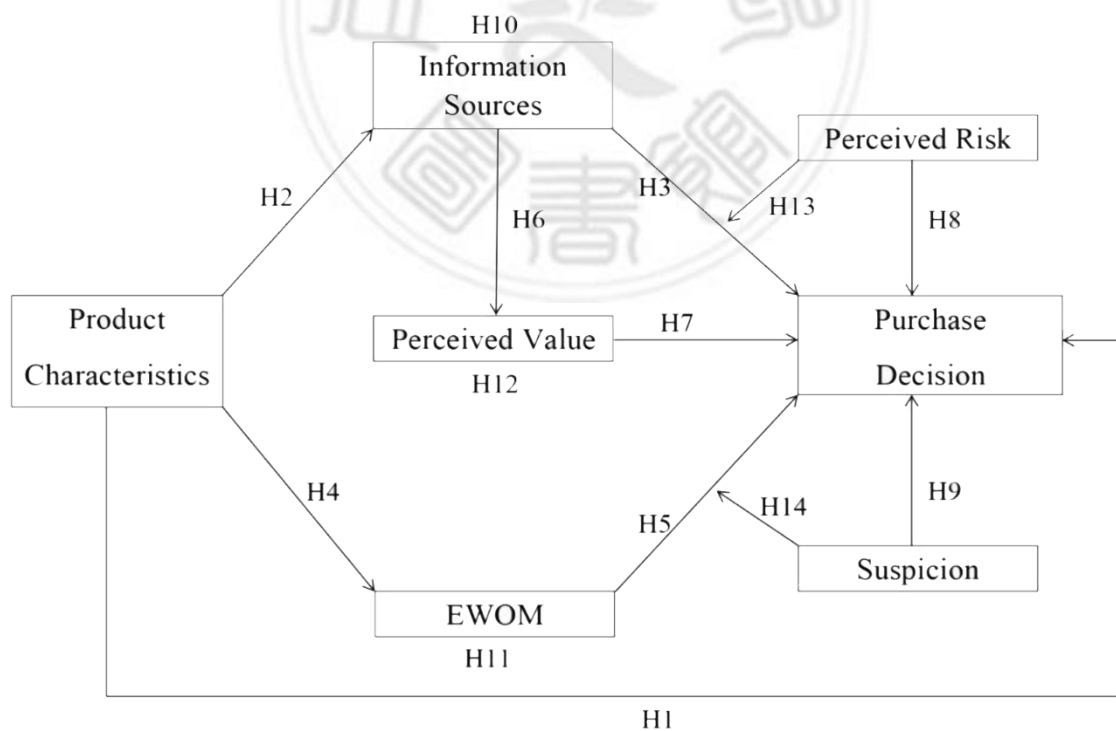 H10
Information
Sources
Perceived Risk
H2
H3
H13
H6
H8
Product
Characteristics
Perceived Value
H7
Purchase
Decision
H12
H4
H5
H14
H9
EWOM
Suspicion
H11
H1
書